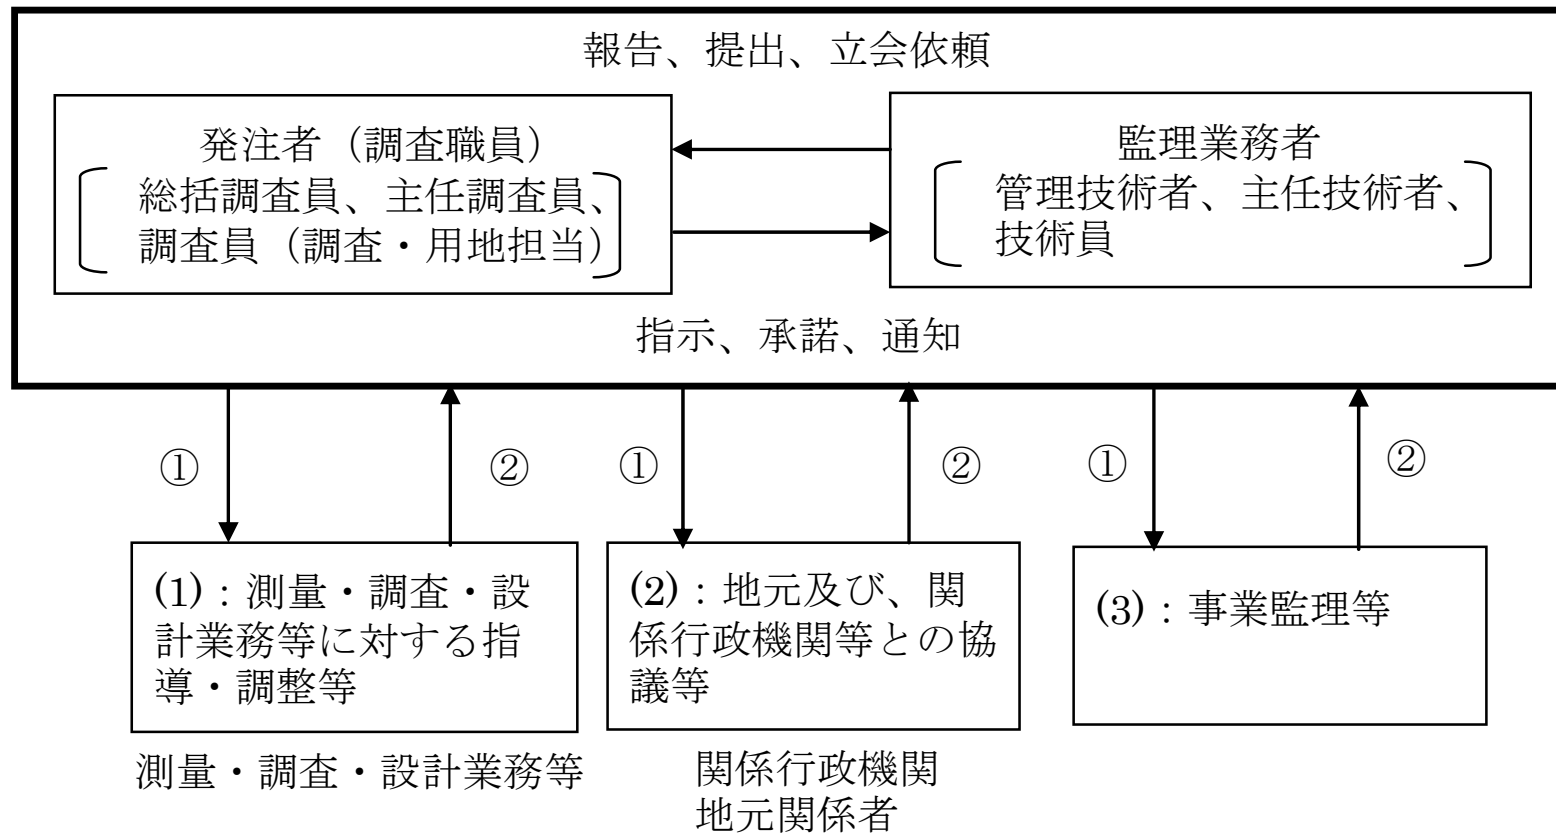 報告、提出、立会依頼
発注者（調査職員）
総括調査員、主任調査員、
調査員（調査・用地担当）
監理業務者
管理技術者、主任技術者、
技術員
指示、承諾、通知
①
②
①
②
①
②
(1)：測量・調査・設
計業務等に対する指
導・調整等
測量・調査・設計業務等
(2)：地元及び、関
係行政機関等との協
議等
関係行政機関
地元関係者
(3)：事業監理等